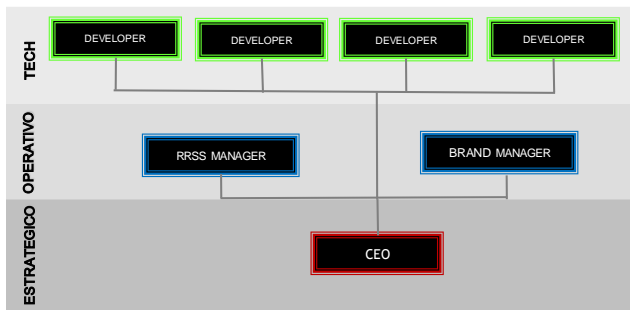 TECH
DEVELOPER
DEVELOPER
DEVELOPER
DEVELOPER
OPERATIVO
RRSS MANAGER
BRAND MANAGER
ESTRATEGICO
CEO